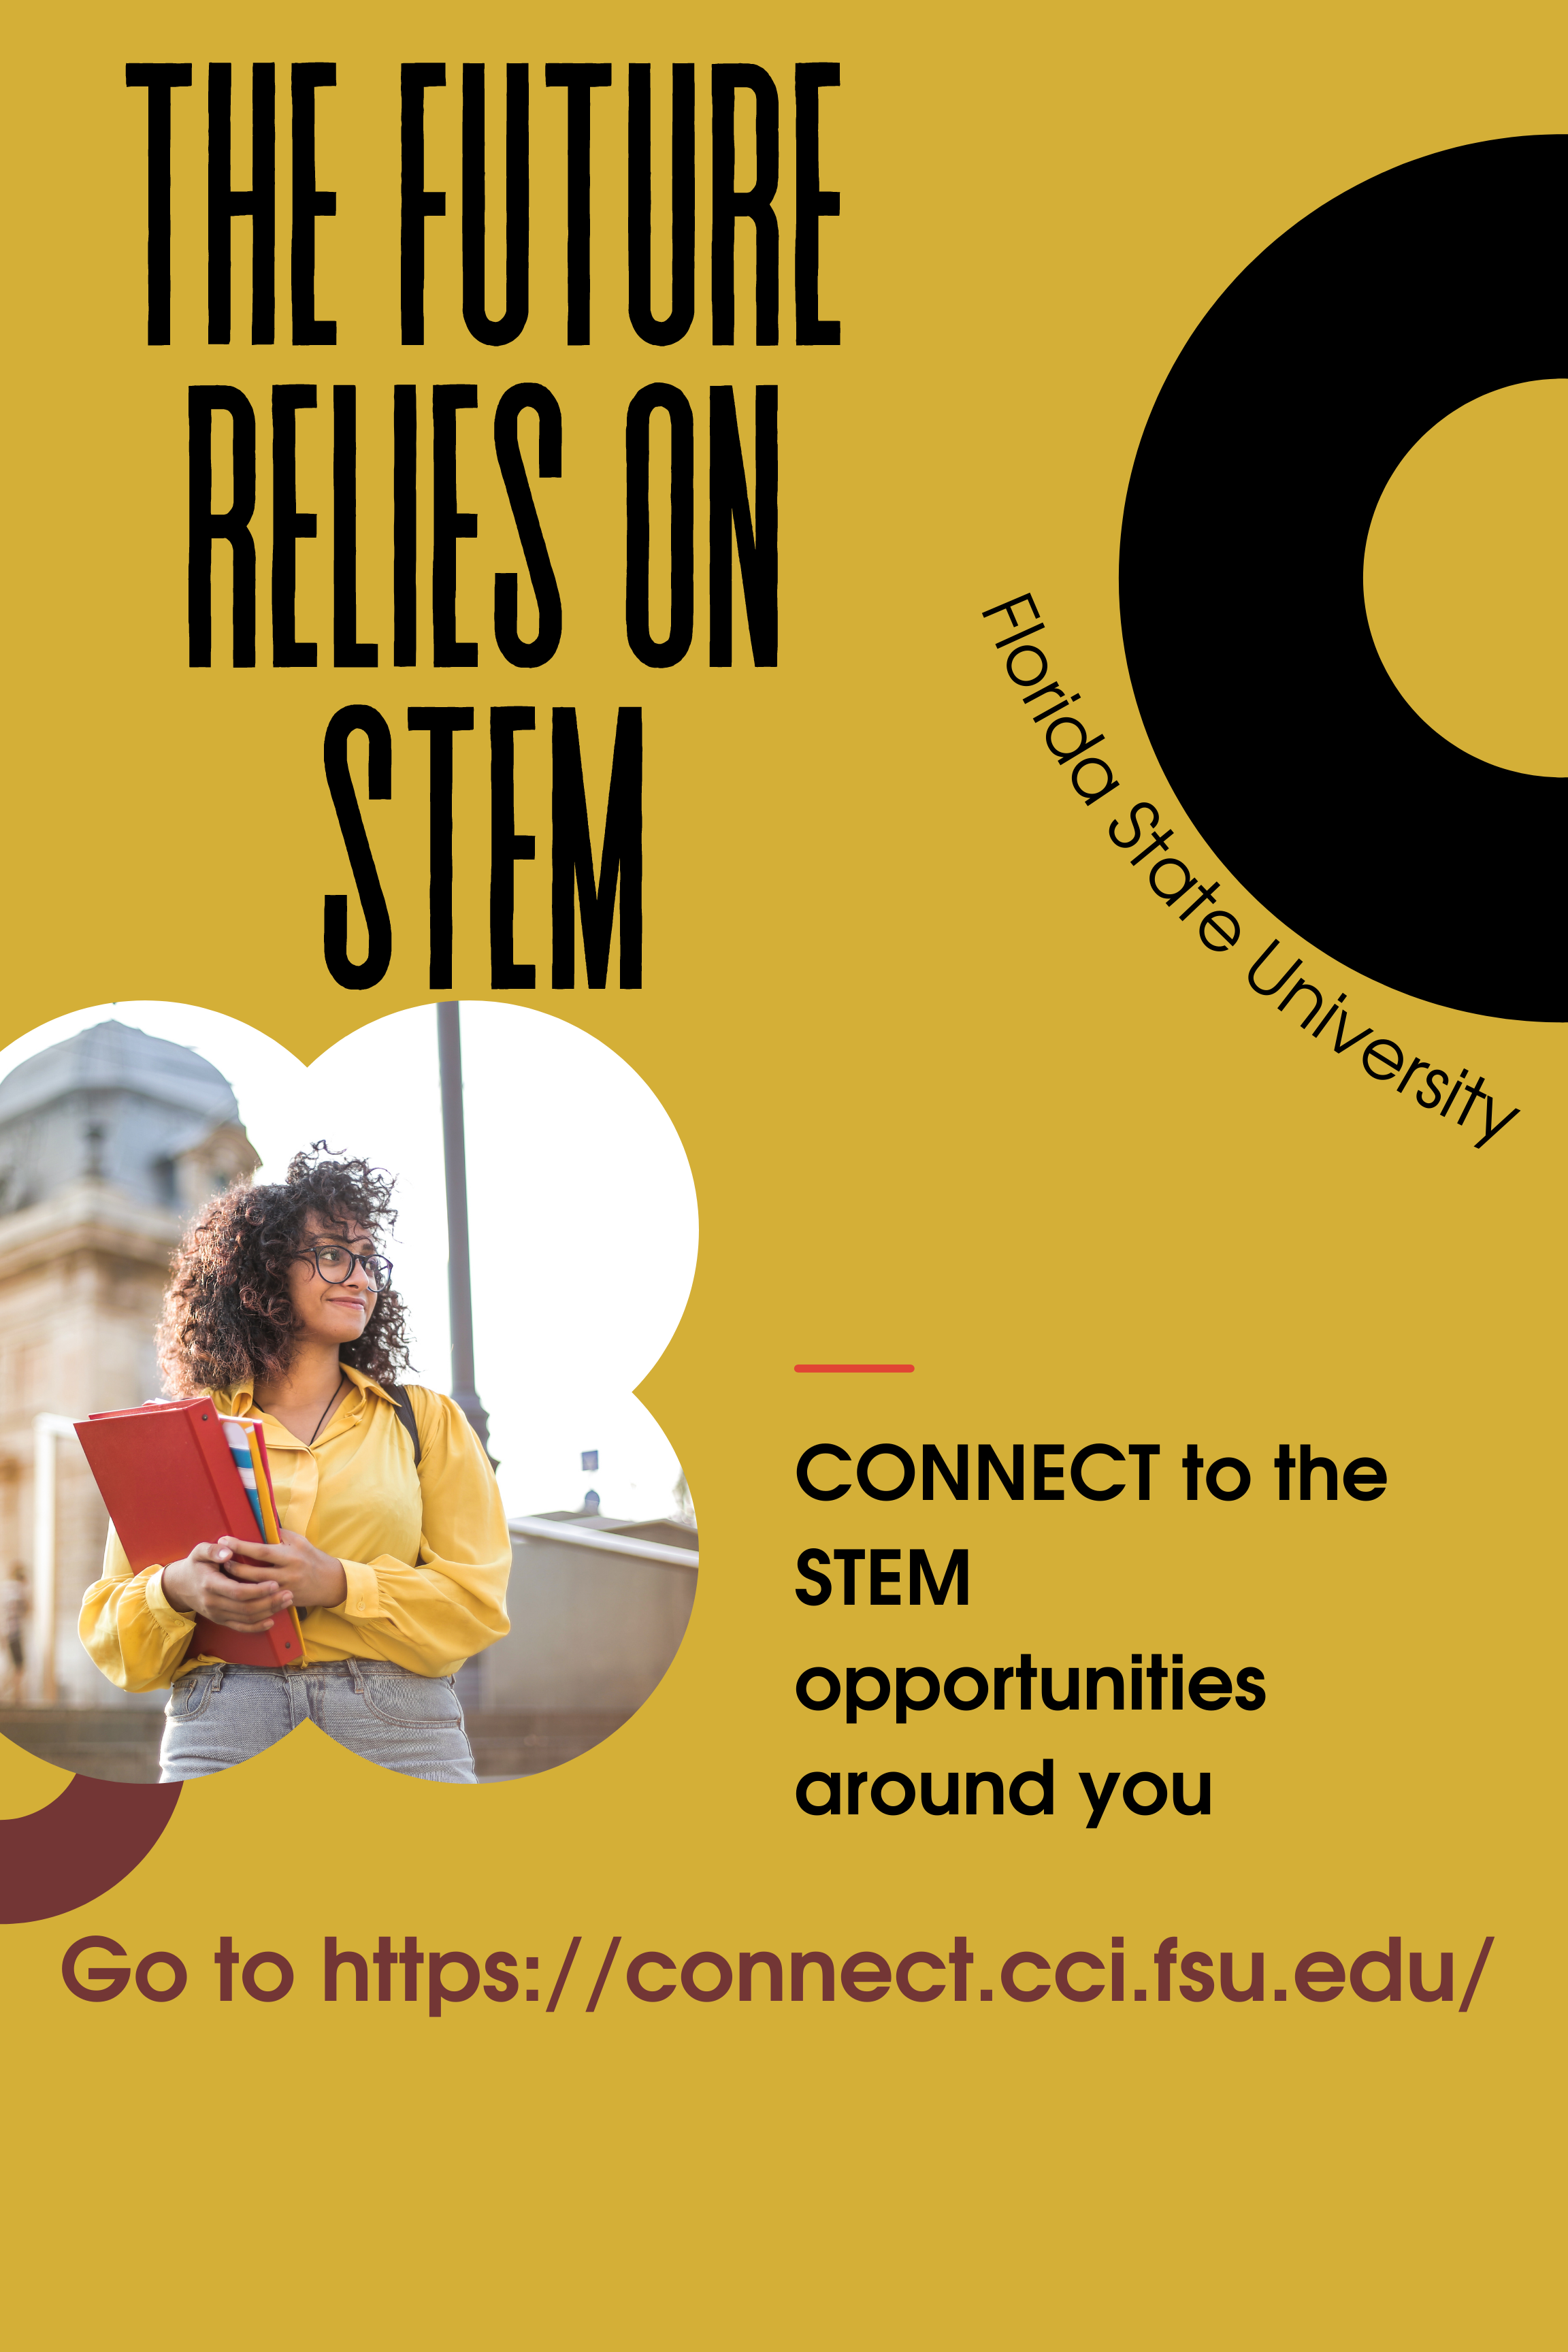 THE FUTURE
RELIES ON
STEM
Florida State University
CONNECT to the
STEM
opportunities
around you
Go to https://connect.cci.fsu.edu/